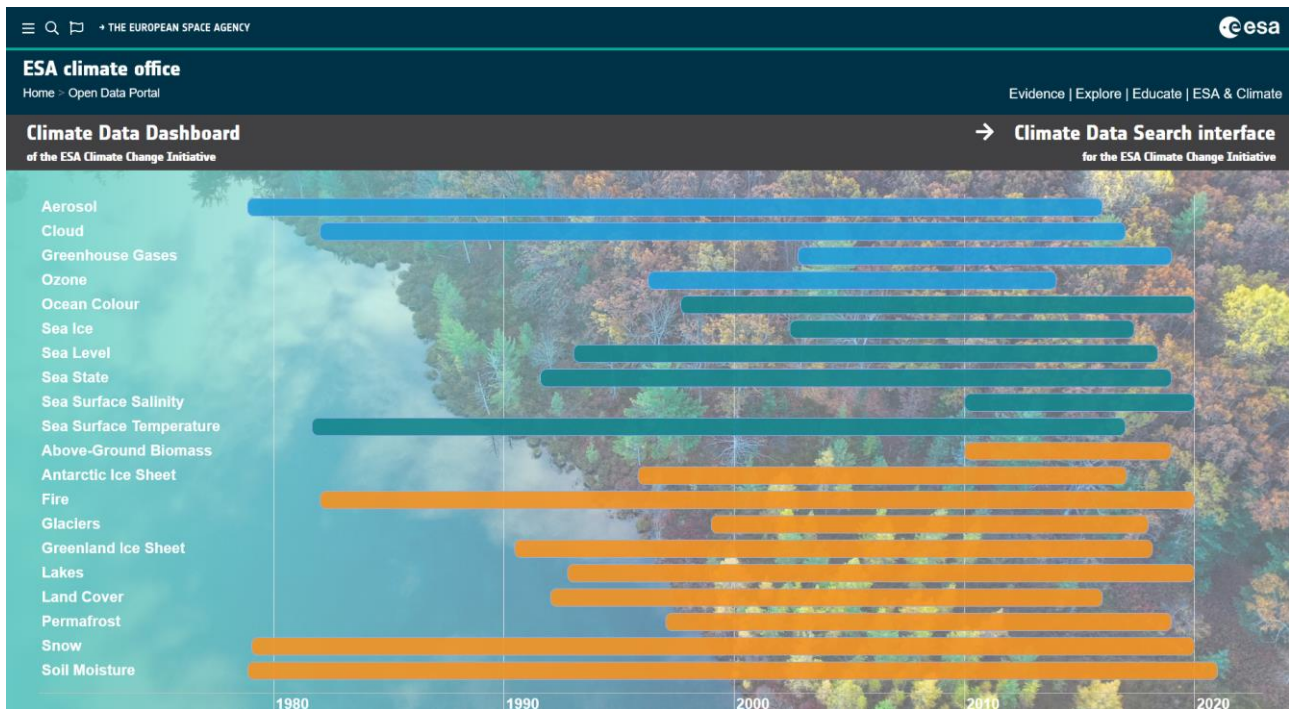 → THE EUROPEAN SPACE AGENCY
esa
ESA climate office
Home > Open Data Portal
Evidence | Explore | Educate | ESA & Climate
Climate Data Dashboard
of the ESA Climate Change Initiative
→ Climate Data Search interface
for the ESA Climate Change Initiative
Aerosol
Cloud
Greenhouse Gases
Ozone
Ocean Colour
Sea Ice
Sea Level
Sea State
Sea Surface Salinity
Sea Surface Temperature
Above-Ground Biomass
Antarctic Ice Sheet
Fire
Glaciers
Greenland Ice Sheet
Lakes
Land Cover
Permafrost
Snow
Soil Moisture
1980 1990 2000 2010 2020